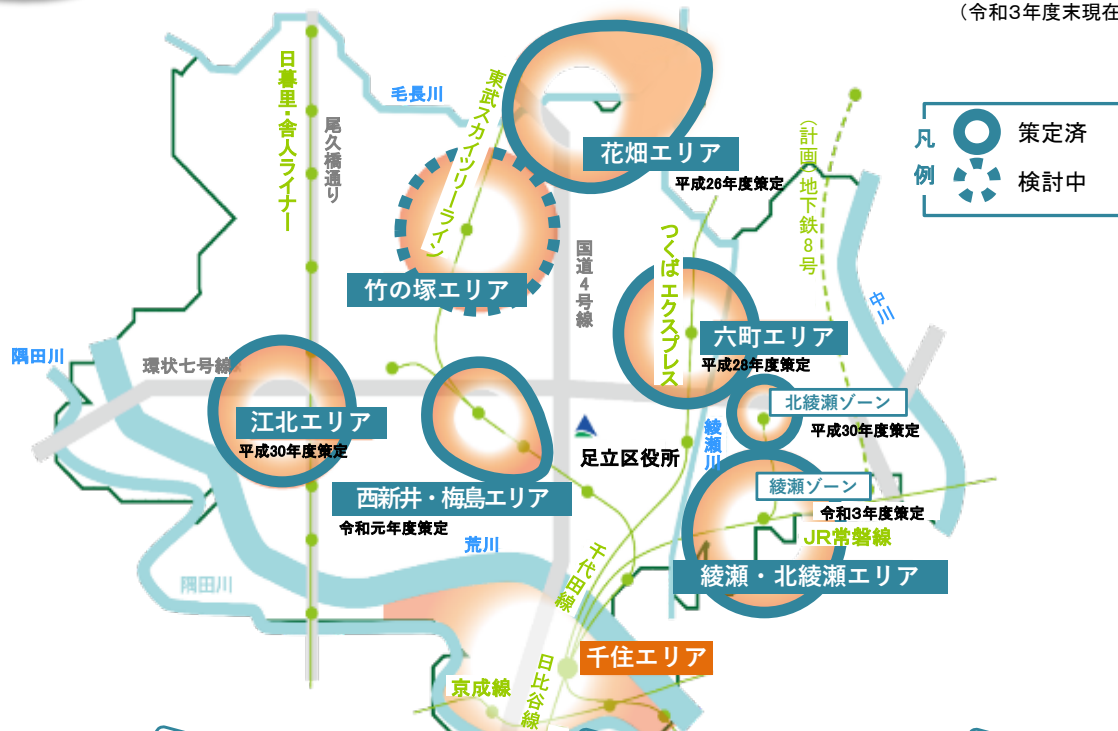 (令和3年度末現在
凡例
策定済
検討中
日暮里・舎人ライナー
尾久橋通り
毛長川
東武スカイツリーライン
花畑エリア
平成26年度策定
(計画)地下鉄8号
つくばエクスプレス
国道4号線
竹の塚エリア
中川
六町エリア
平成28年度策定
隅田川
環状七号線
北綾瀬ゾーン
平成30年度策定
江北エリア
平成30年度策定
綾瀬川
足立区役所
綾瀬ゾーン
令和3年度策定
西新井・梅島エリア
令和元年度策定
JR常磐線
荒川
千代田線
綾瀬・北綾瀬エリア
隅田川
千住エリア
日比谷線
京成線